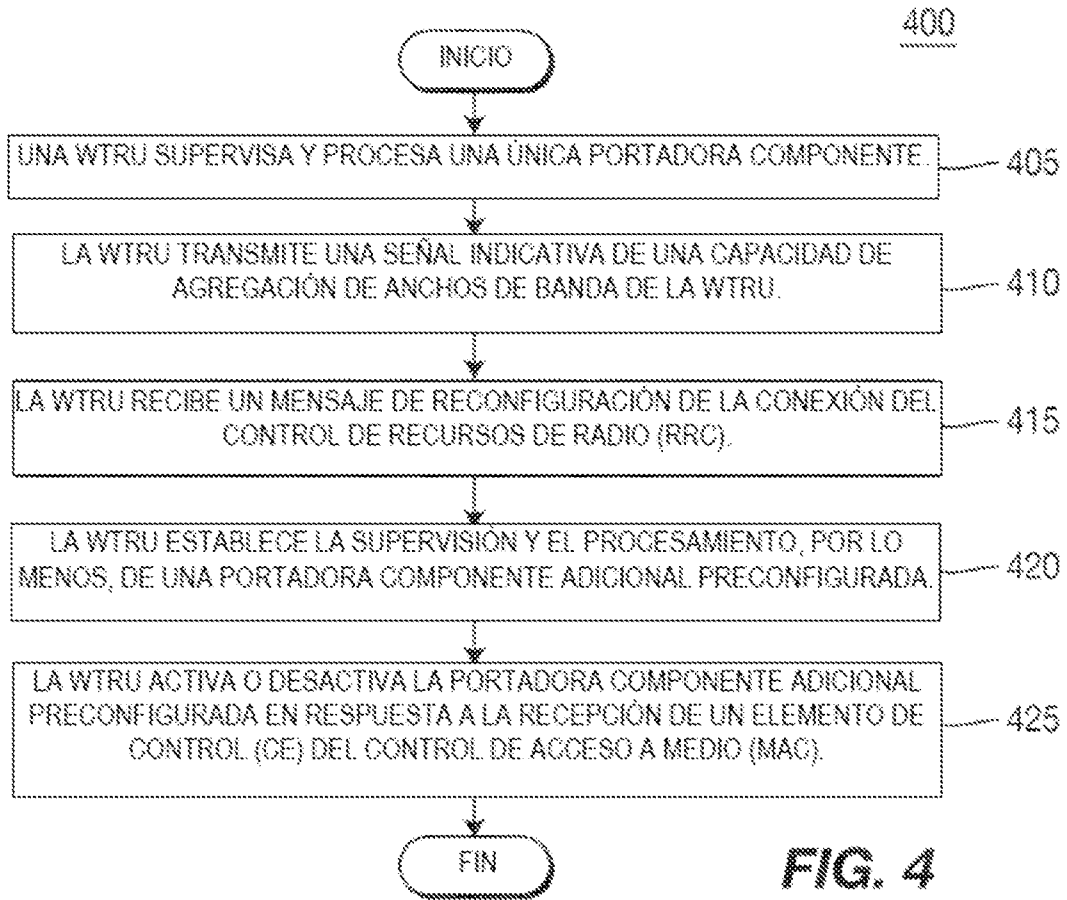 400
INICIO
UNA WTRU SUPERVISA Y PROCESA UNA ÚNICA PORTADORA COMPONENTE.
405
LA WTRU TRANSMITE UNA SEÑAL INDICATIVA DE UNA CAPACIDAD DE
AGREGACIÓN DE ANCHOS DE BANDA DE LA WTRU.
410
LA WTRU RECIBE UN MENSAJE DE RECONFIGURACIÓN DE LA CONEXIÓN DEL
CONTROL DE RECURSOS DE RADIO (RRC).
415
LA WTRU ESTABLECE LA SUPERVISIÓN Y EL PROCESAMIENTO, POR LO
MENOS, DE UNA PORTADORA COMPONENTE ADICIONAL PRECONFIGURADA.
420
LA WTRU ACTIVA O DESACTIVA LA PORTADORA COMPONENTE ADICIONAL
PRECONFIGURADA EN RESPUESTA A LA RECEPCIÓN DE UN ELEMENTO DE
CONTROL (CE) DEL CONTROL DE ACCESO A MEDIO (MAC).
425
FIN
FIG. 4